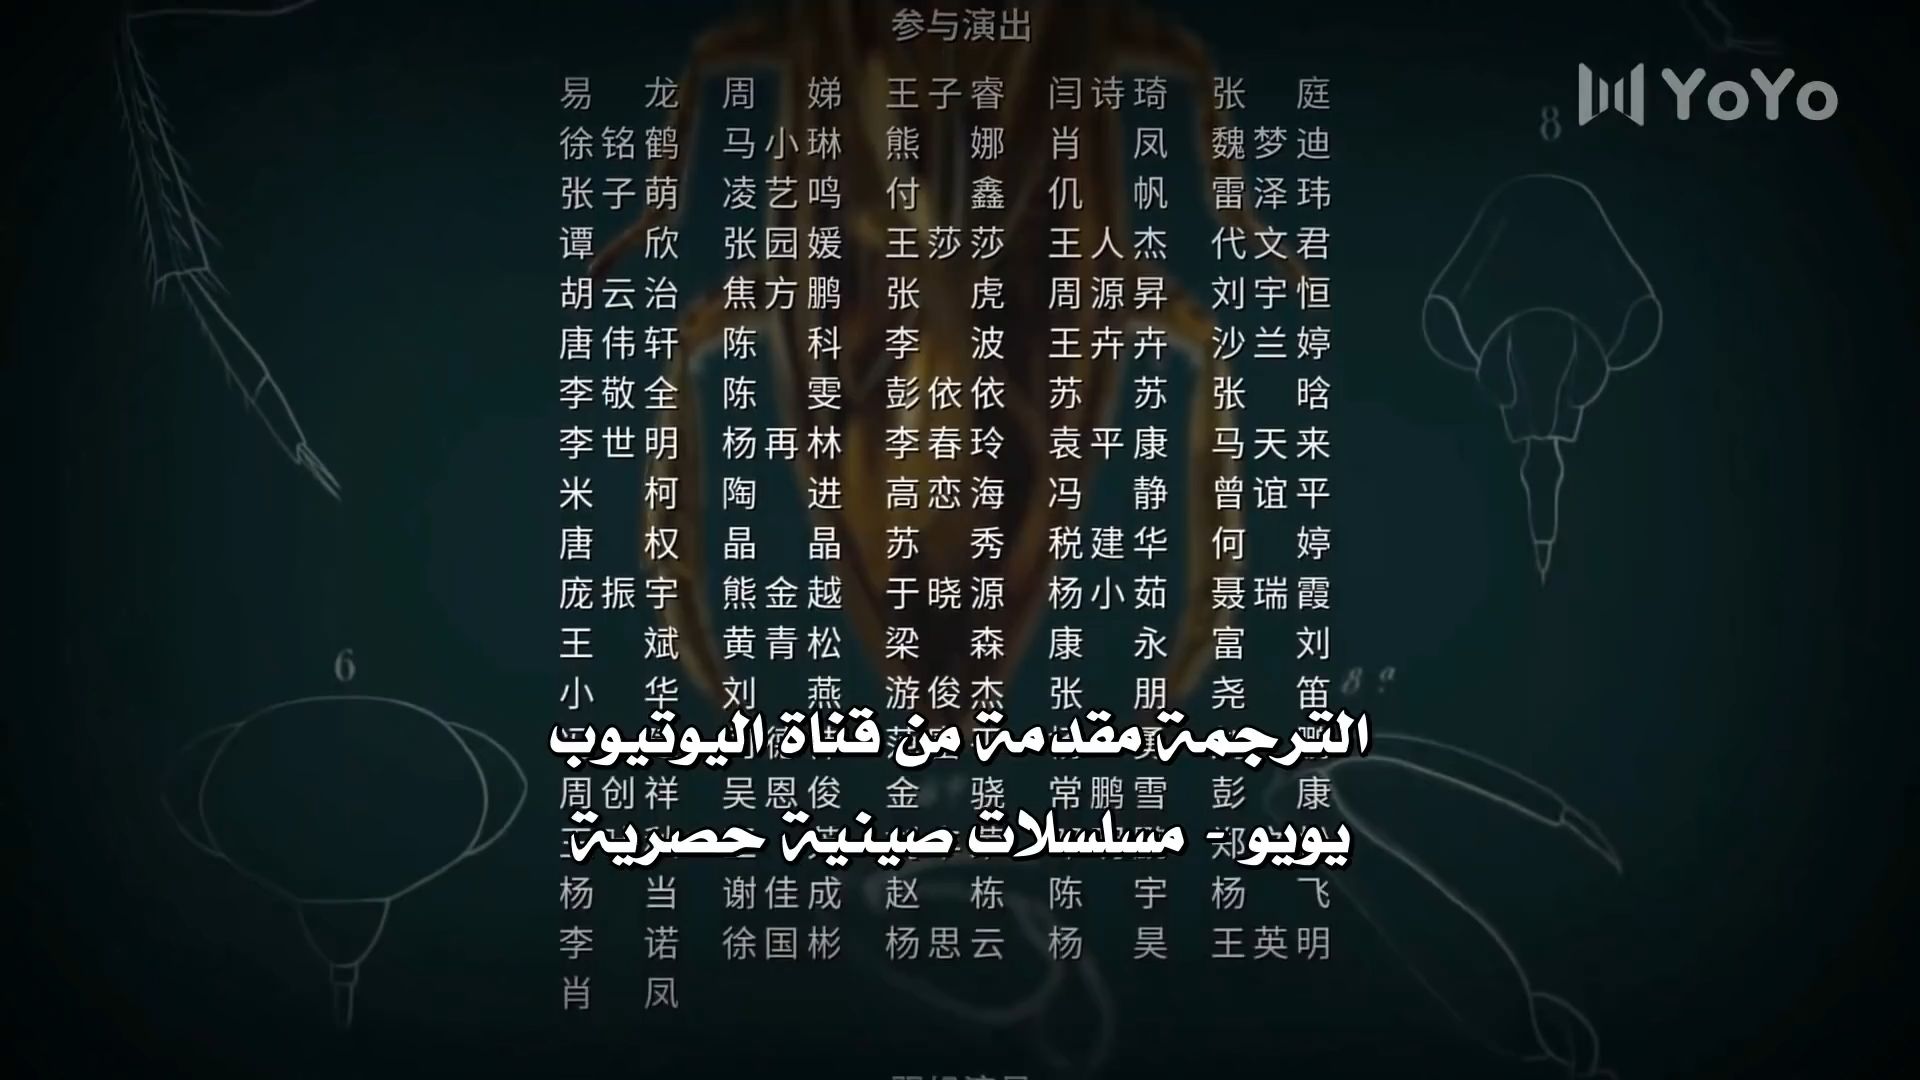 参与演出
YoYo
易龙 周娣 王子睿 闫诗琦 张庭
8
徐铭鹤 马小琳 熊娜 肖凤 魏梦迪
张子萌 凌艺鸣 付鑫 仉帆 雷泽玮
谭欣 张园媛 王莎莎 王人杰 代文君
胡云治 焦方鹏 张虎 周源昇 刘宇恒
唐伟轩 陈科 李波 王卉卉 沙兰婷
李敬全 陈雯 彭依依 苏苏 张晗
李世明 杨再林 李春玲 袁平康 马天来
米柯 陶进 高恋海 冯静 曾谊平
唐权 晶晶 苏秀 税建华 何婷
庞振宇 熊金越 于晓源 杨小茹 聂瑞霞
王斌 黄青松 梁森 康永 富刘
6
小华 刘燕 游俊杰 张朋 尧笛
8 a
الترجمة مقدمة من قناة اليوتيوب
周创祥 吴恩俊 金骁 常鹏雪 彭康
يويو - مسلسلات صينية حصرية
杨当 谢佳成 赵栋 陈宇 杨飞
李诺 徐国彬 杨思云 杨昊 王英明
肖凤